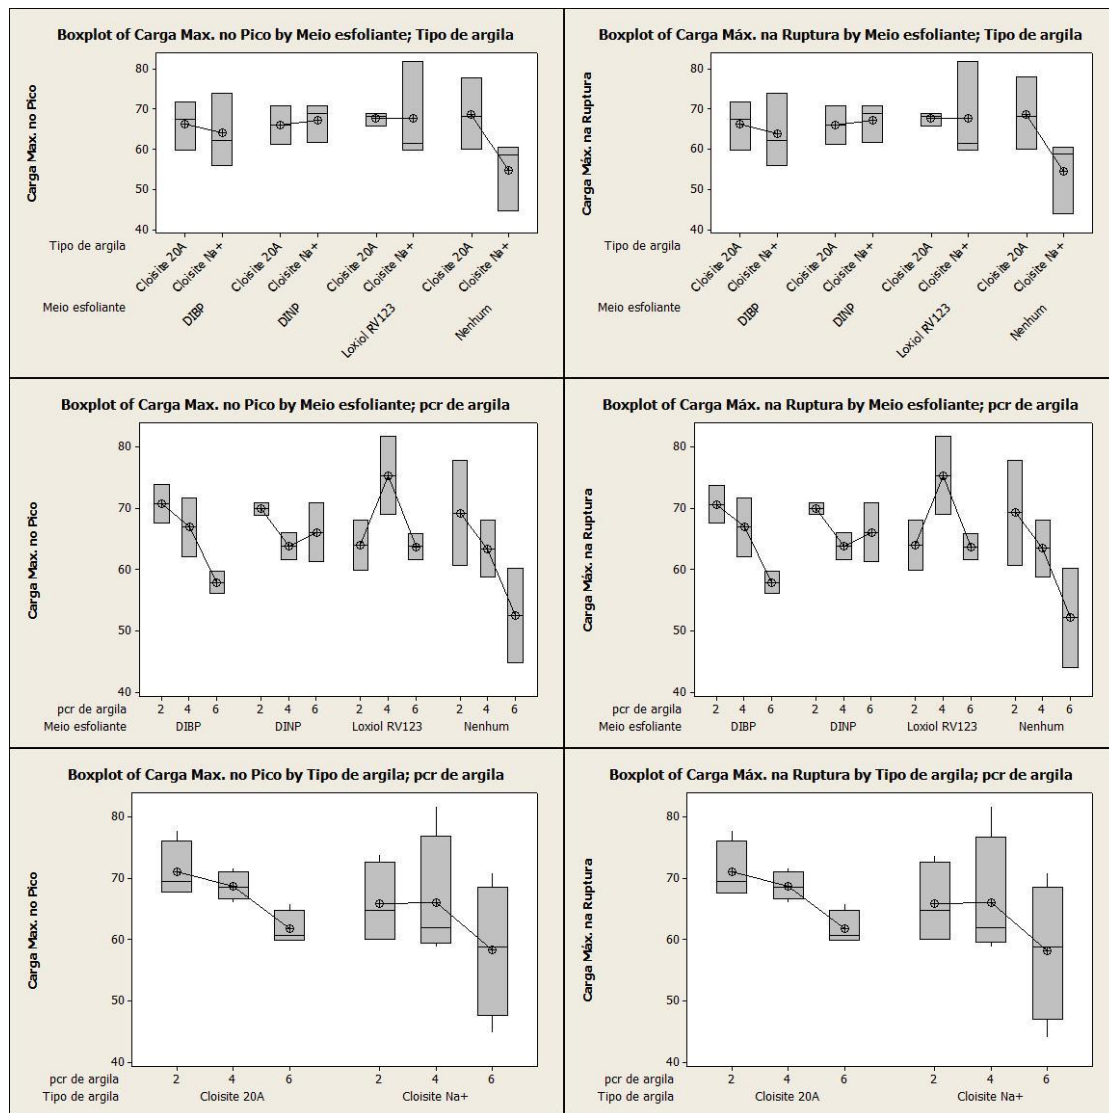 Boxplot of Carga Max. no Pico by Meio esfoliante; Tipo de argila
Carga Max. no Pico
80
70
60
50
40
Tipo de argila
Cloisite 20A Cloisite Na+ Cloisite 20A Cloisite Na+ Cloisite 20A Cloisite Na+ Cloisite 20A Cloisite Na+
Meio esfoliante
DIBP DINP Loxiol RV123 Nenhum
Boxplot of Carga Máx. na Ruptura by Meio esfoliante; Tipo de argila
Carga Máx. na Ruptura
80
70
60
50
40
Tipo de argila
Cloisite 20A Cloisite Na+ Cloisite 20A Cloisite Na+ Cloisite 20A Cloisite Na+ Cloisite 20A Cloisite Na+
Meio esfoliante
DIBP DINP Loxiol RV123 Nenhum
Boxplot of Carga Max. no Pico by Meio esfoliante; pcr de argila
Carga Max. no Pico
80
70
60
50
40
pcr de argila 2 4 6 2 4 6 2 4 6 2 4 6
Meio esfoliante DIBP DINP Loxiol RV123 Nenhum
Boxplot of Carga Máx. na Ruptura by Meio esfoliante; pcr de argila
Carga Máx. na Ruptura
80
70
60
50
40
pcr de argila 2 4 6 2 4 6 2 4 6 2 4 6
Meio esfoliante DIBP DINP Loxiol RV123 Nenhum
Boxplot of Carga Max. no Pico by Tipo de argila; pcr de argila
Carga Max. no Pico
80
70
60
50
40
pcr de argila 2 4 6 2 4 6
Tipo de argila Cloisite 20A Cloisite Na+
Boxplot of Carga Máx. na Ruptura by Tipo de argila; pcr de argila
Carga Máx. na Ruptura
80
70
60
50
40
pcr de argila 2 4 6 2 4 6
Tipo de argila Cloisite 20A Cloisite Na+